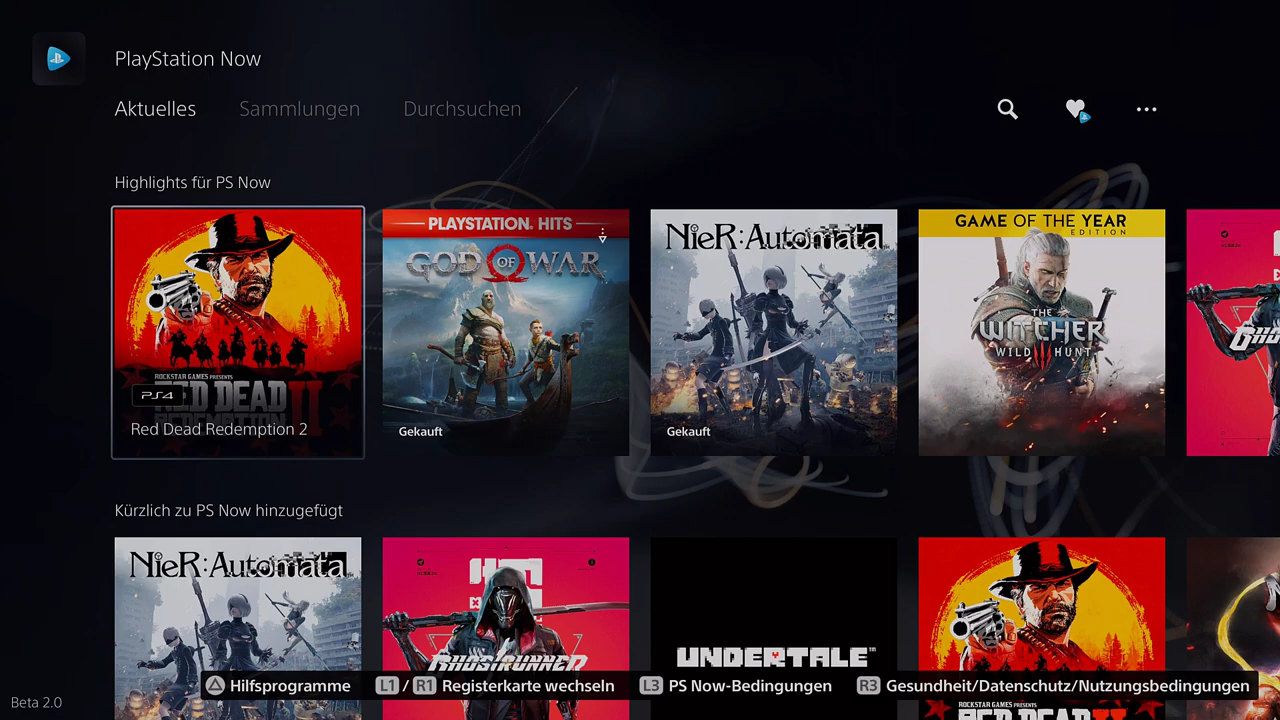 PlayStation Now
Aktuelles Sammlungen Durchsuchen
Highlights für PS Now
ROCKSTAR GAMES PRESENTS
RED DEAD
REDEMPTION II
PS4
Red Dead Redemption 2
PLAYSTATION HITS
GOD OF WAR
Gekauft
NieR:Automata
Gekauft
GAME OF THE YEAR
EDITION
THE
WITCHER
WILD HUNT
Kürzlich zu PS Now hinzugefügt
NieR:Automata
GHOSTRUNNER
UNDERTALE™
ROCKSTAR GAMES PRESENTS
RED DEAD II
Hilfsprogramme L1 / R1 Registerkarte wechseln L3 PS Now-Bedingungen R3 Gesundheit/Datenschutz/Nutzungsbedingungen
Beta 2.0